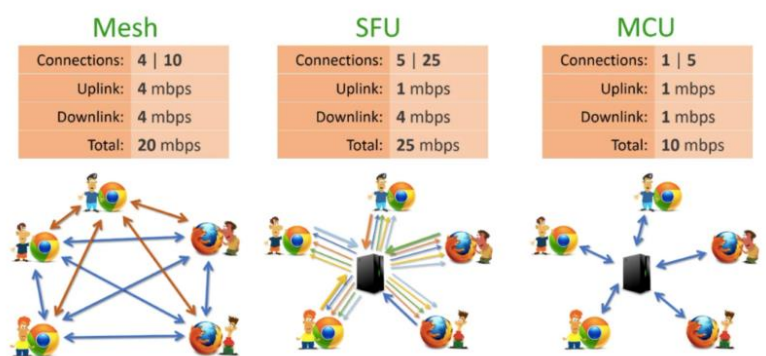 Mesh
Connections: 4 | 10
Uplink: 4 mbps
Downlink: 4 mbps
Total: 20 mbps
SFU
Connections: 5 | 25
Uplink: 1 mbps
Downlink: 4 mbps
Total: 25 mbps
MCU
Connections: 1 | 5
Uplink: 1 mbps
Downlink: 1 mbps
Total: 10 mbps